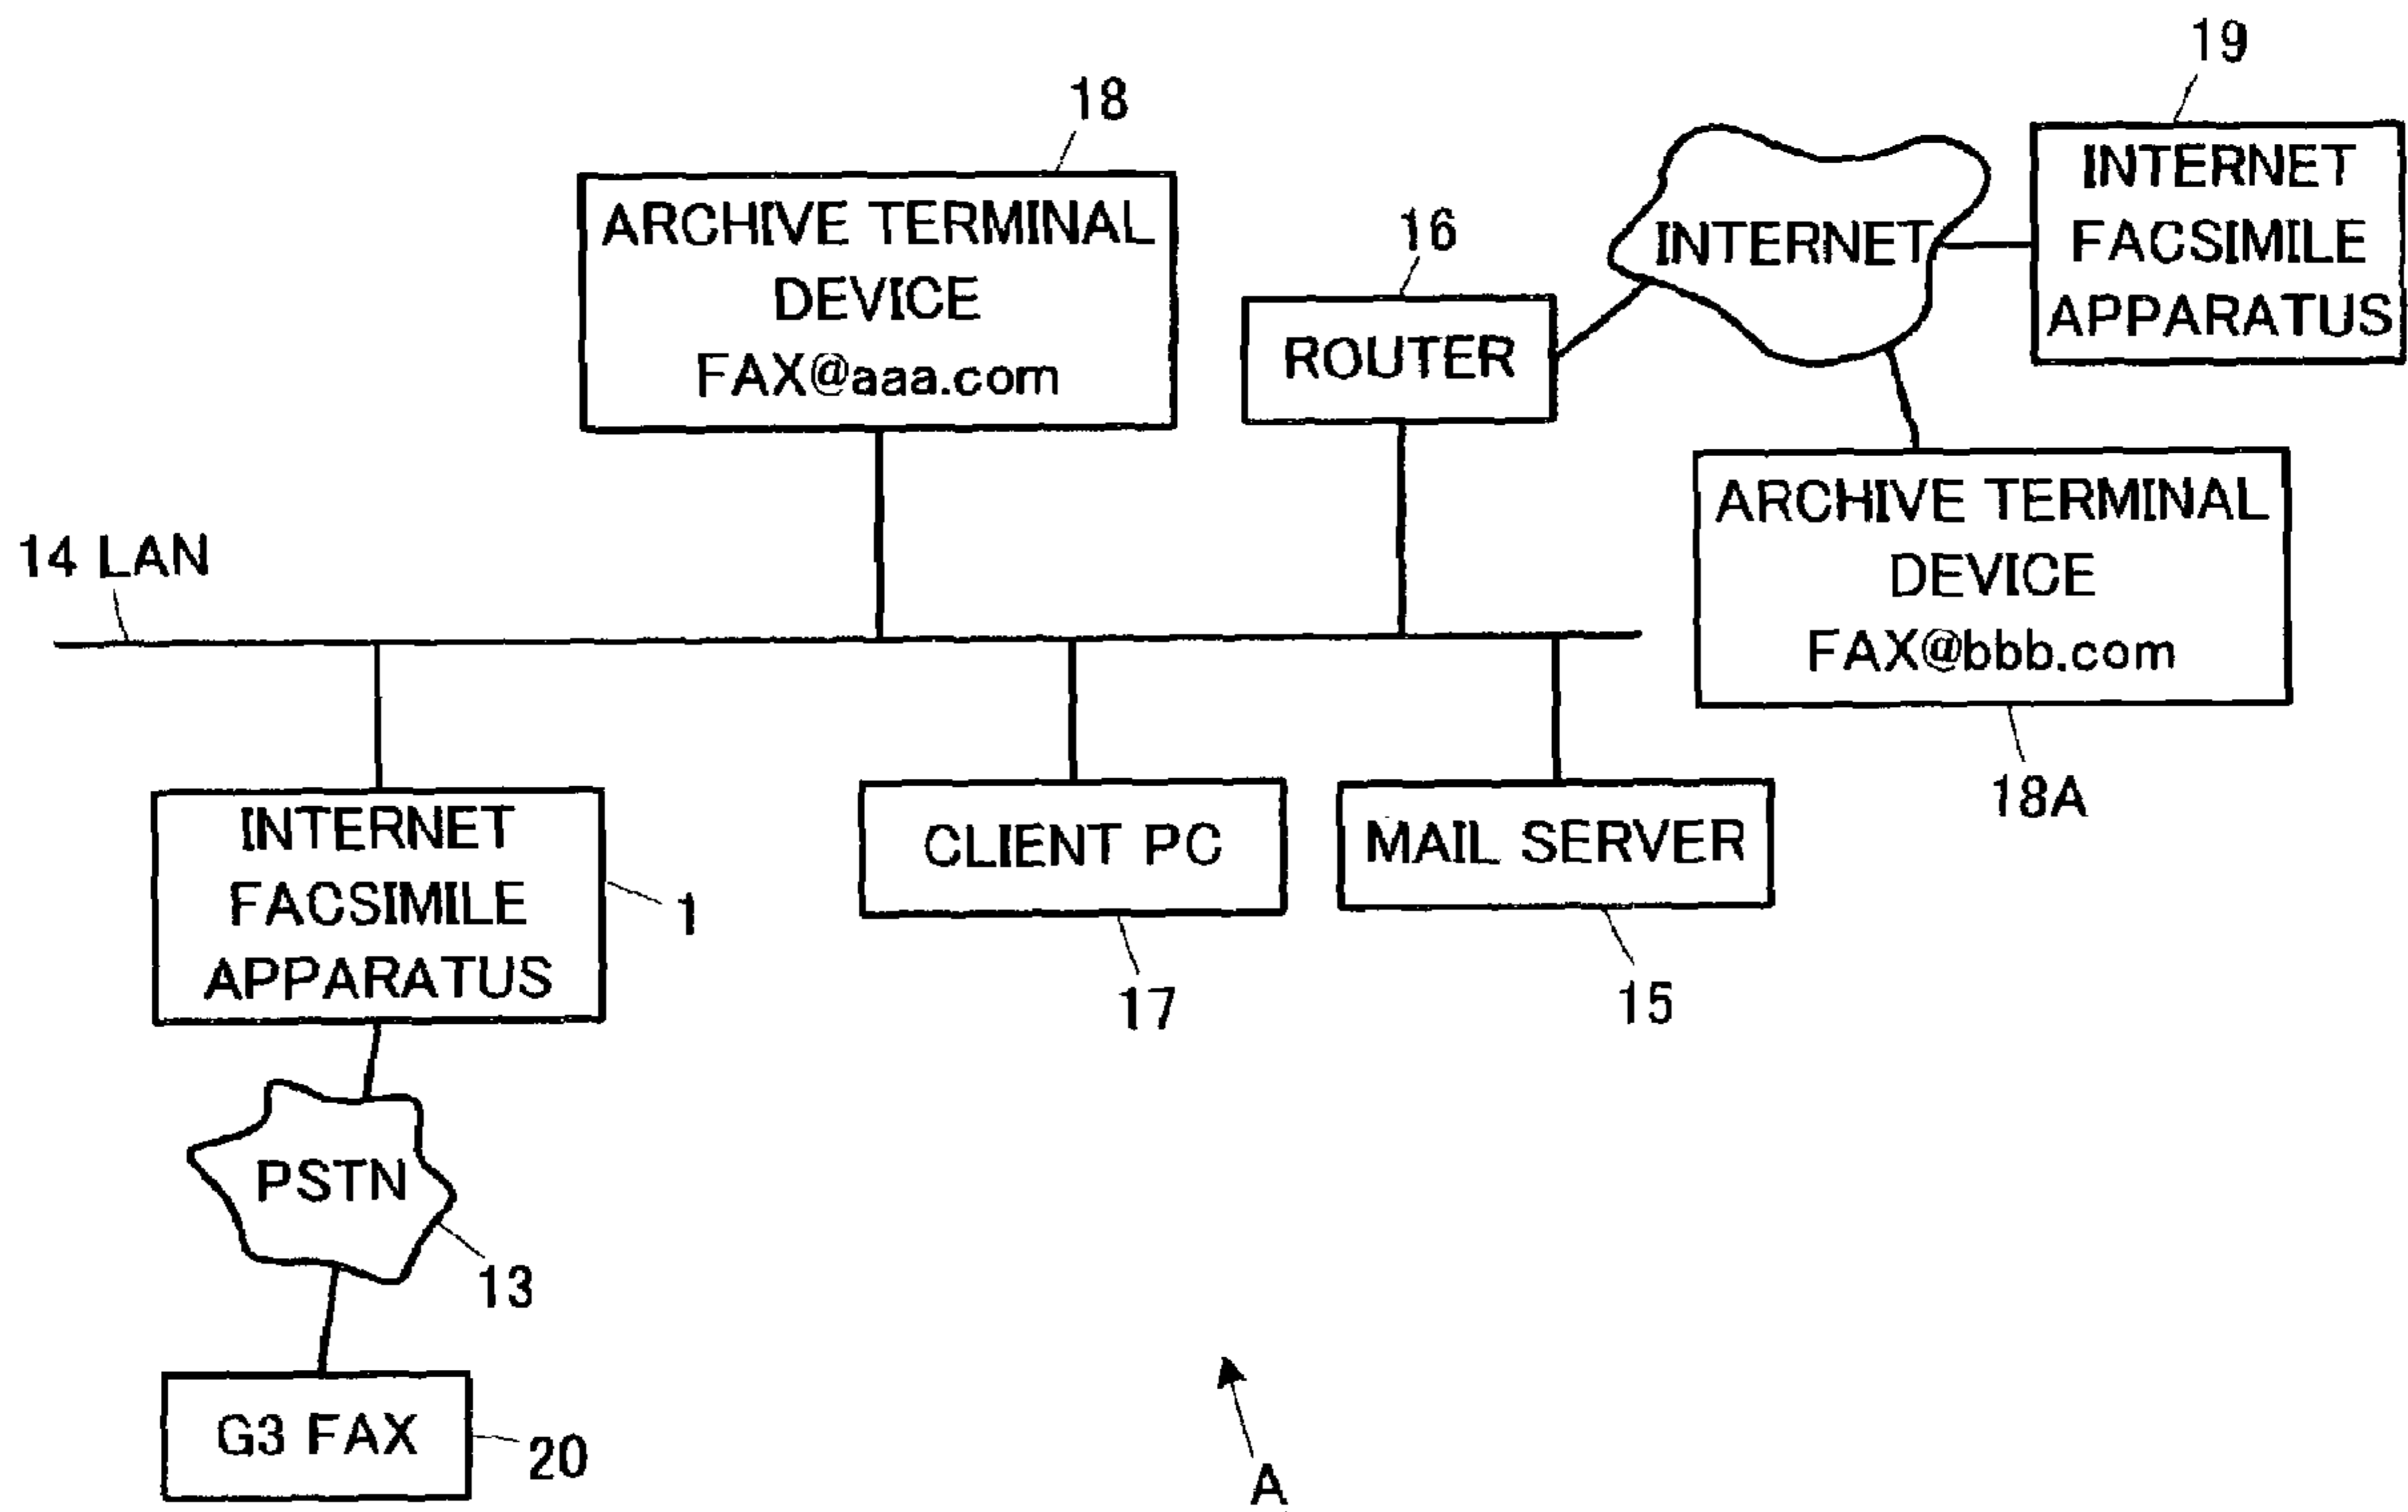 19
18
INTERNET
FACSIMILE
APPARATUS
ARCHIVE TERMINAL
DEVICE
FAX@aaa.com
16
ROUTER
INTERNET
ARCHIVE TERMINAL
DEVICE
FAX@bbb.com
18A
14 LAN
INTERNET
FACSIMILE
APPARATUS
1
CLIENT PC
17
MAIL SERVER
15
PSTN
13
G3 FAX
20
A